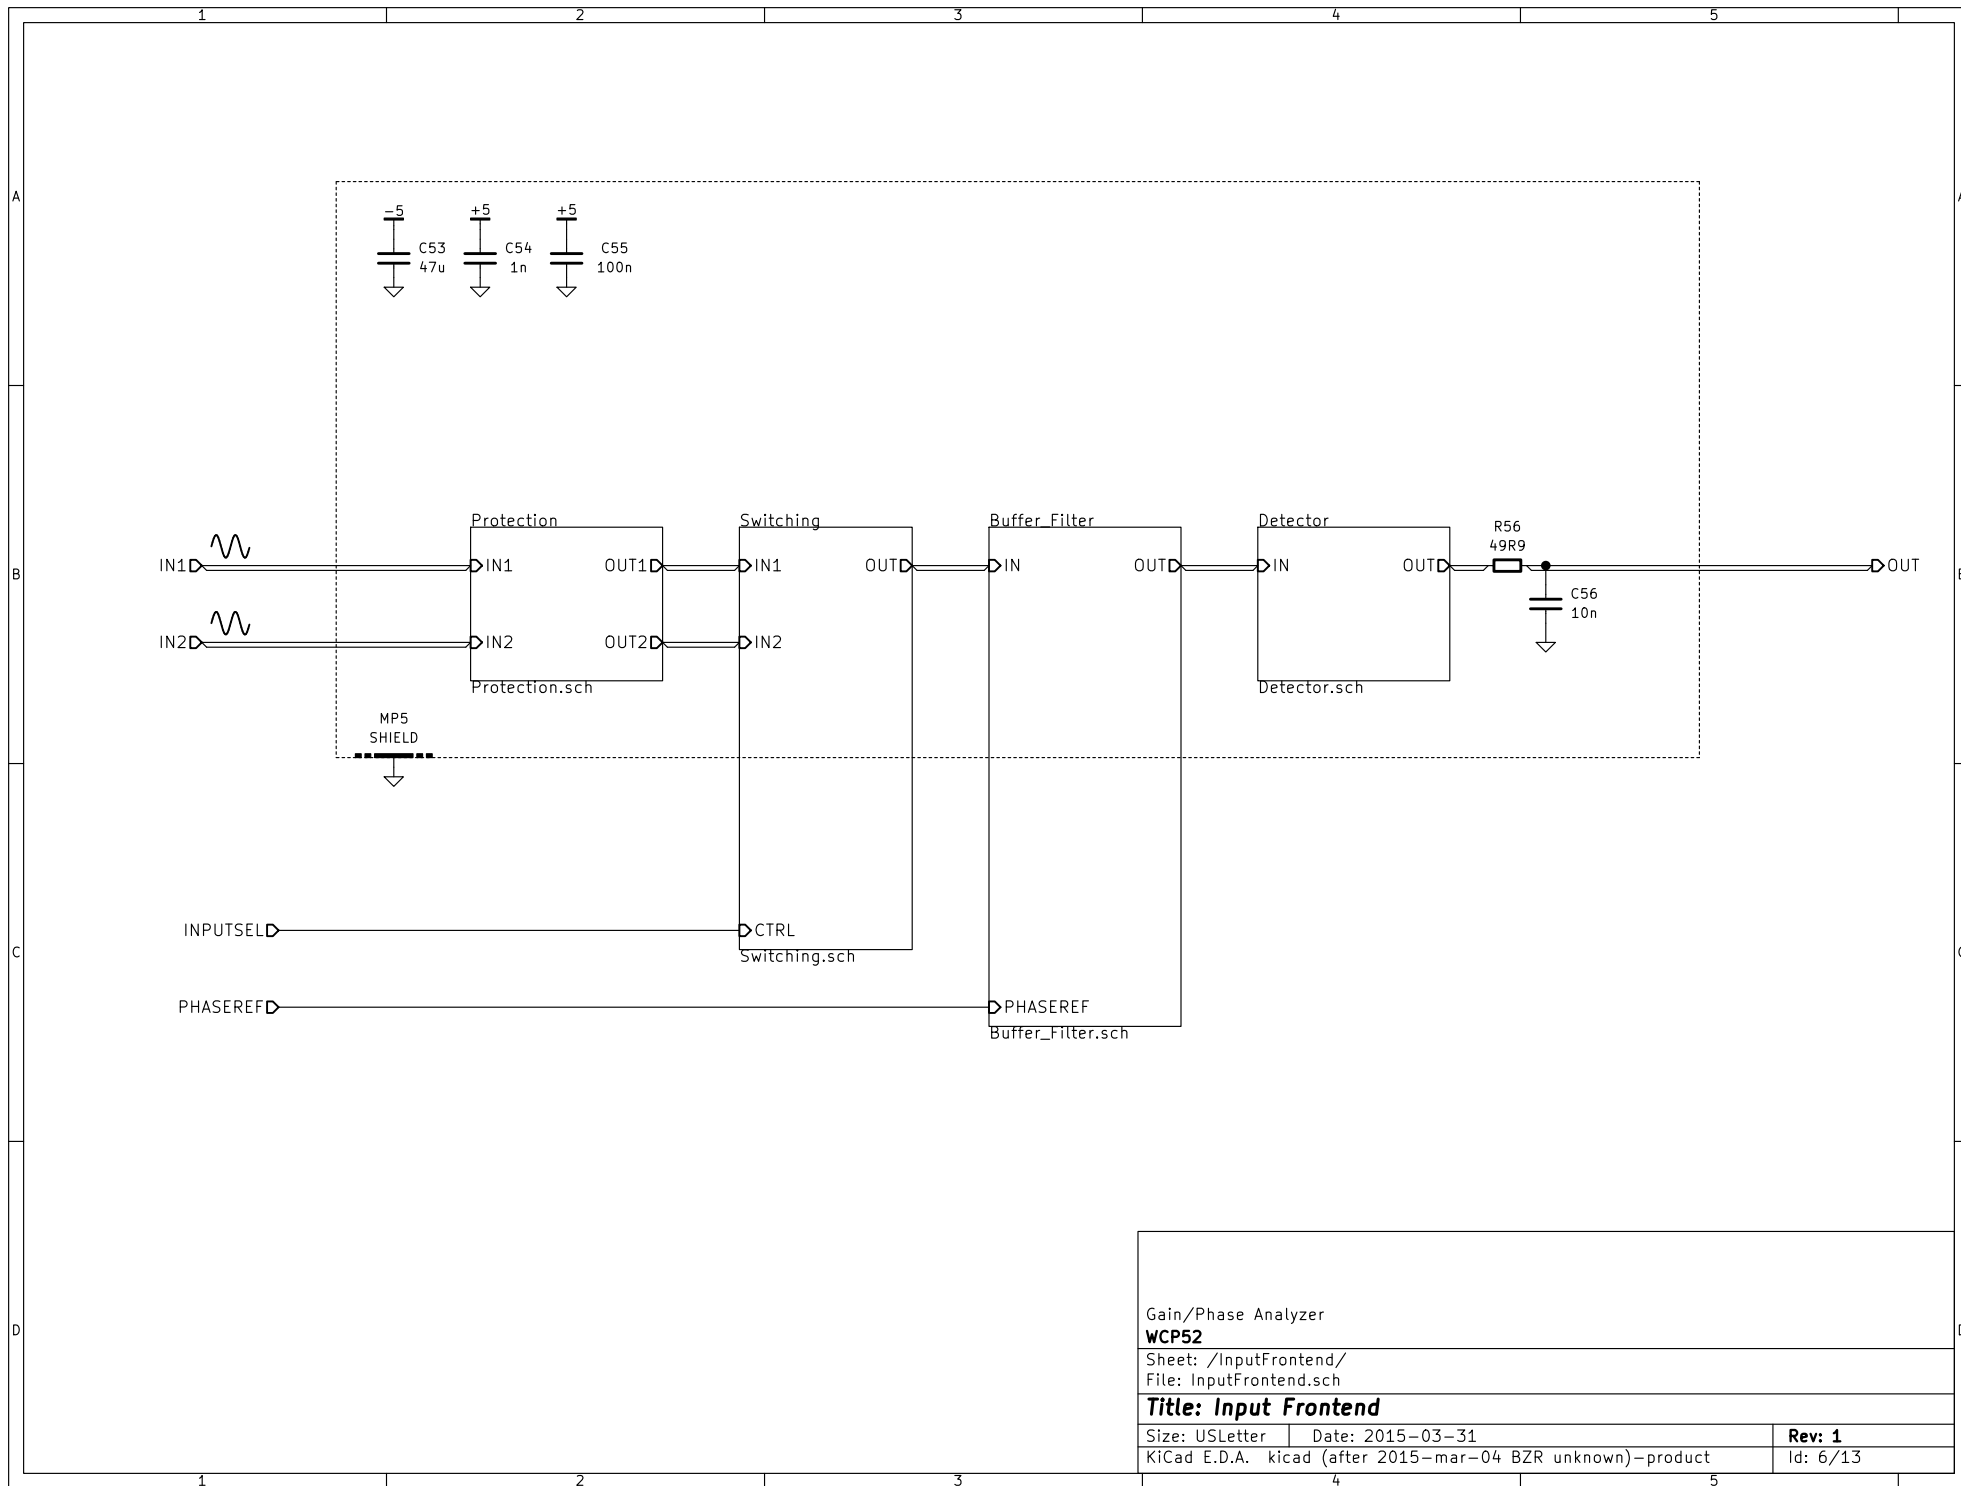 1 2 3 4 5
A
-5 +5 +5
C53 C54 C55
47u 1n 100n
Protection Switching Buffer_Filter Detector R56
49R9
IN1 IN1 OUT1 IN1 OUT IN OUT IN OUT OUT
B
C56
10n
IN2 IN2 OUT2 IN2
Protection.sch Detector.sch
MP5
SHIELD
INPUTSEL CTRL
C
Switching.sch
PHASEREF PHASEREF
Buffer_Filter.sch
Gain/Phase Analyzer
D
WCP52
Sheet: /InputFrontend/
File: InputFrontend.sch
Title: Input Frontend
Size: USLetter Date: 2015-03-31 Rev: 1
KiCad E.D.A. kicad (after 2015-mar-04 BZR unknown)-product Id: 6/13
1 2 3 4 5